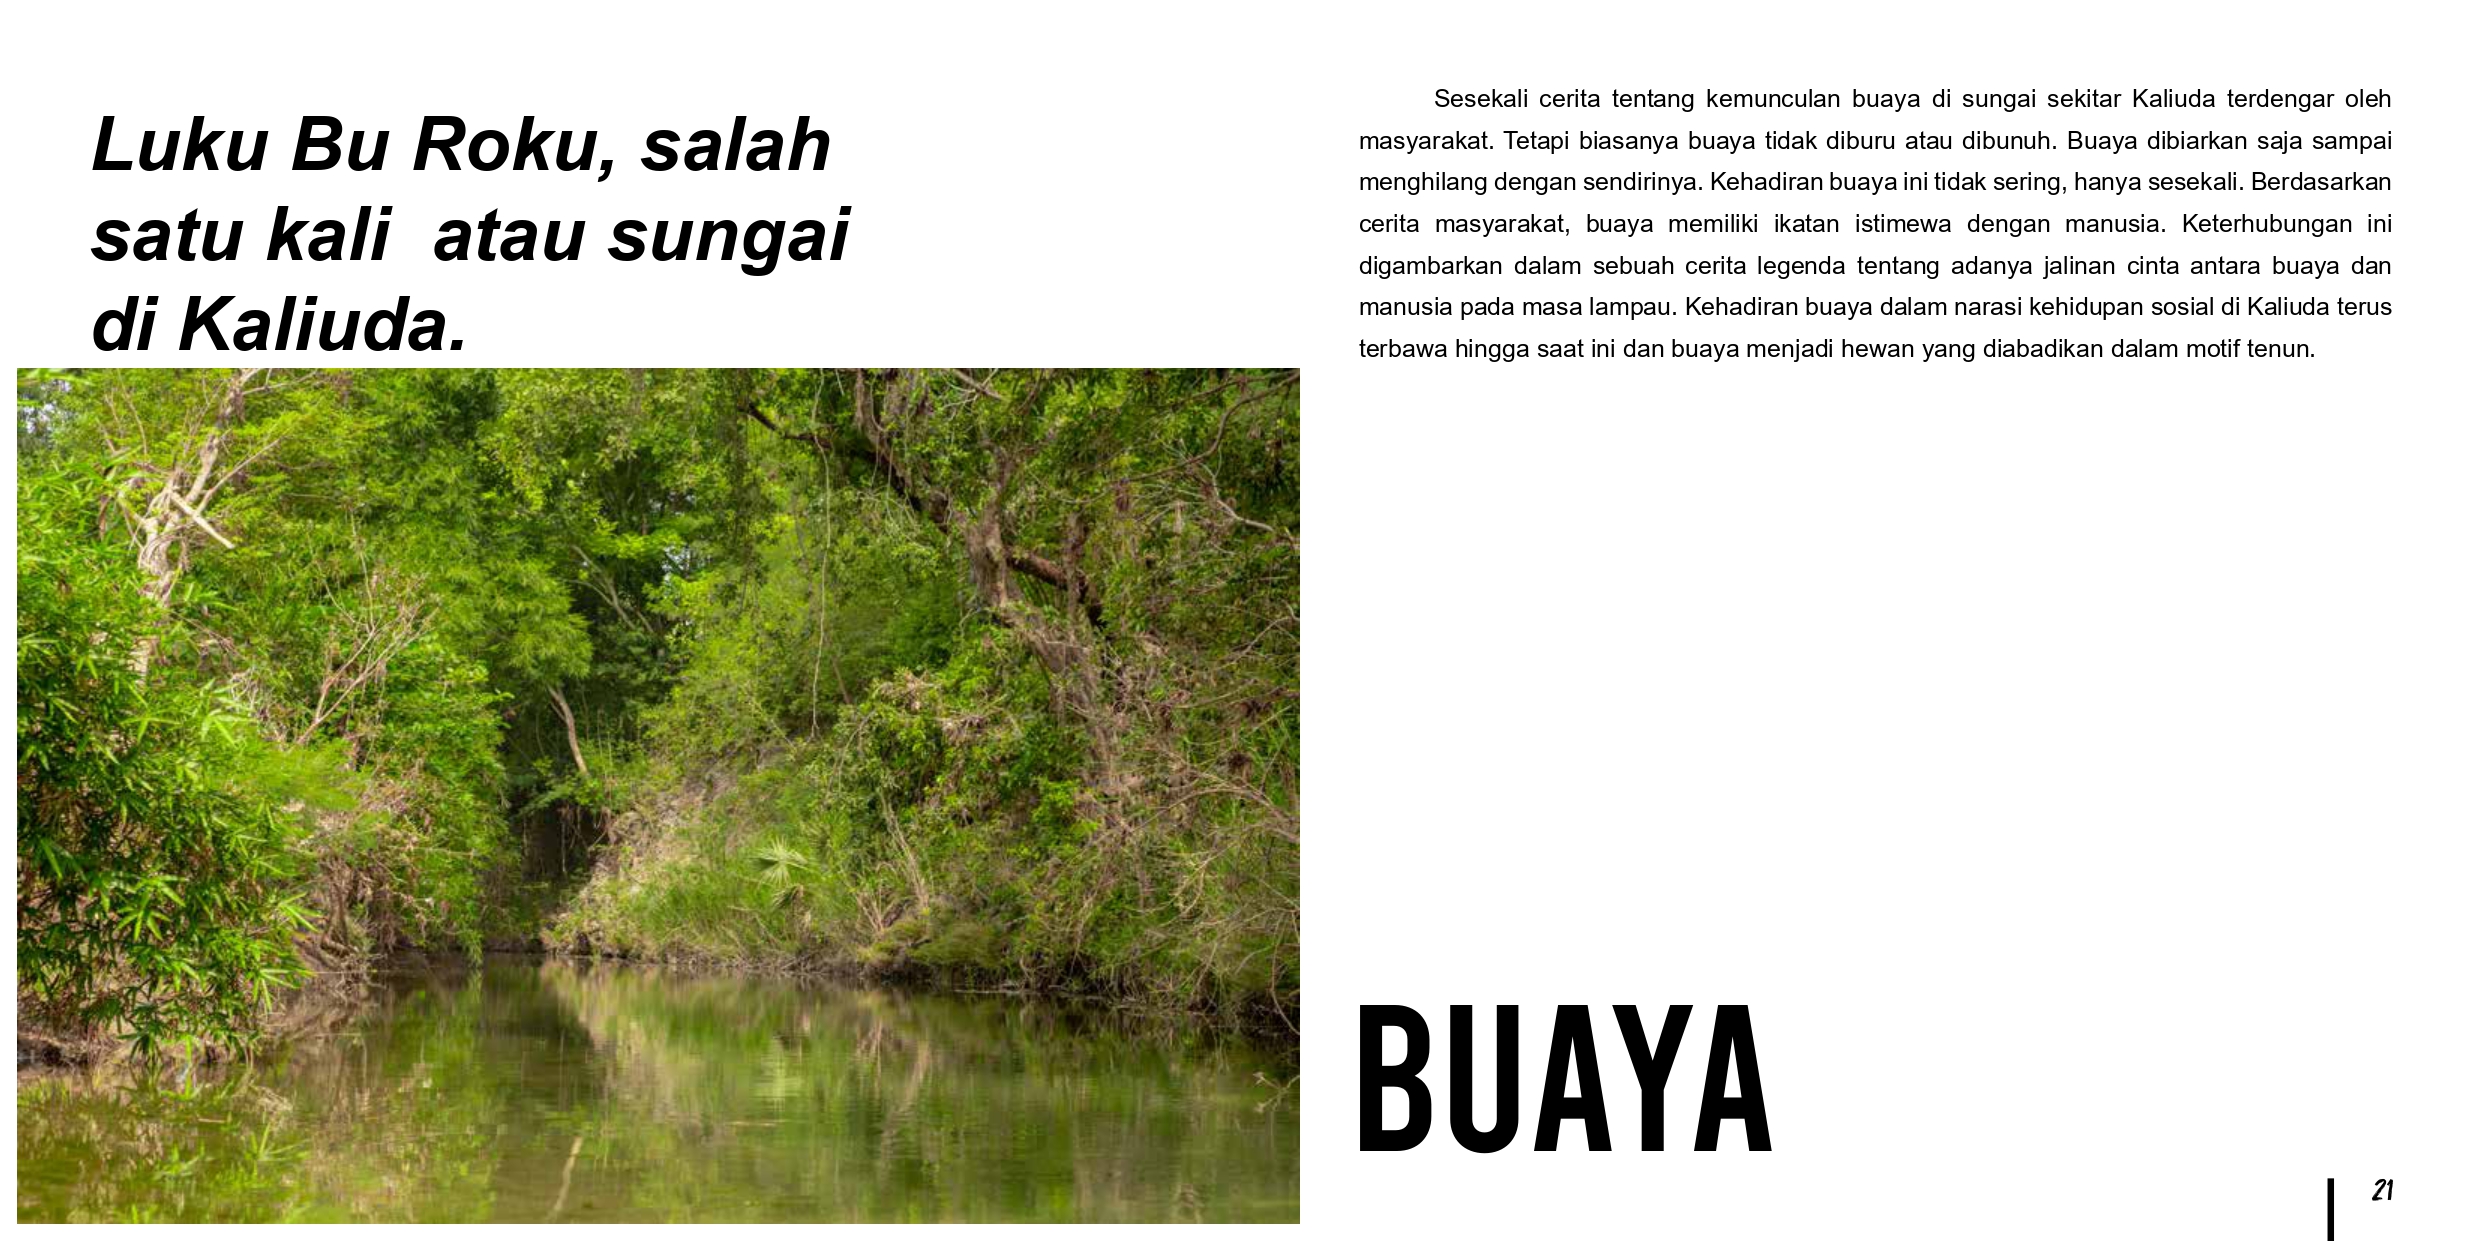 Luku Bu Roku, salah
satu kali  atau sungai
di Kaliuda.
Sesekali cerita tentang kemunculan buaya di sungai sekitar Kaliuda terdengar oleh
masyarakat. Tetapi biasanya buaya tidak diburu atau dibunuh. Buaya dibiarkan saja sampai
menghilang dengan sendirinya. Kehadiran buaya ini tidak sering, hanya sesekali. Berdasarkan
cerita masyarakat, buaya memiliki ikatan istimewa dengan manusia. Keterhubungan ini
digambarkan dalam sebuah cerita legenda tentang adanya jalinan cinta antara buaya dan
manusia pada masa lampau. Kehadiran buaya dalam narasi kehidupan sosial di Kaliuda terus
terbawa hingga saat ini dan buaya menjadi hewan yang diabadikan dalam motif tenun.
BUAYA
21